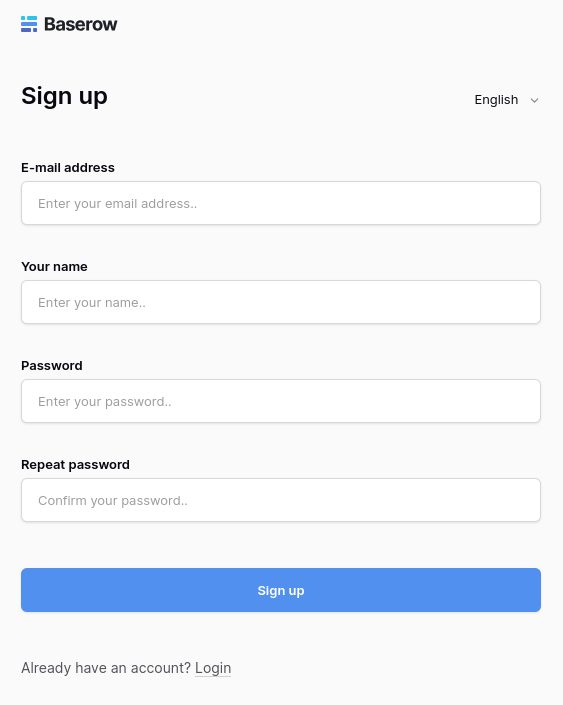 Baserow
Sign up
English
E-mail address
Enter your email address..
Your name
Enter your name..
Password
Enter your password..
Repeat password
Confirm your password..
Sign up
Already have an account? Login